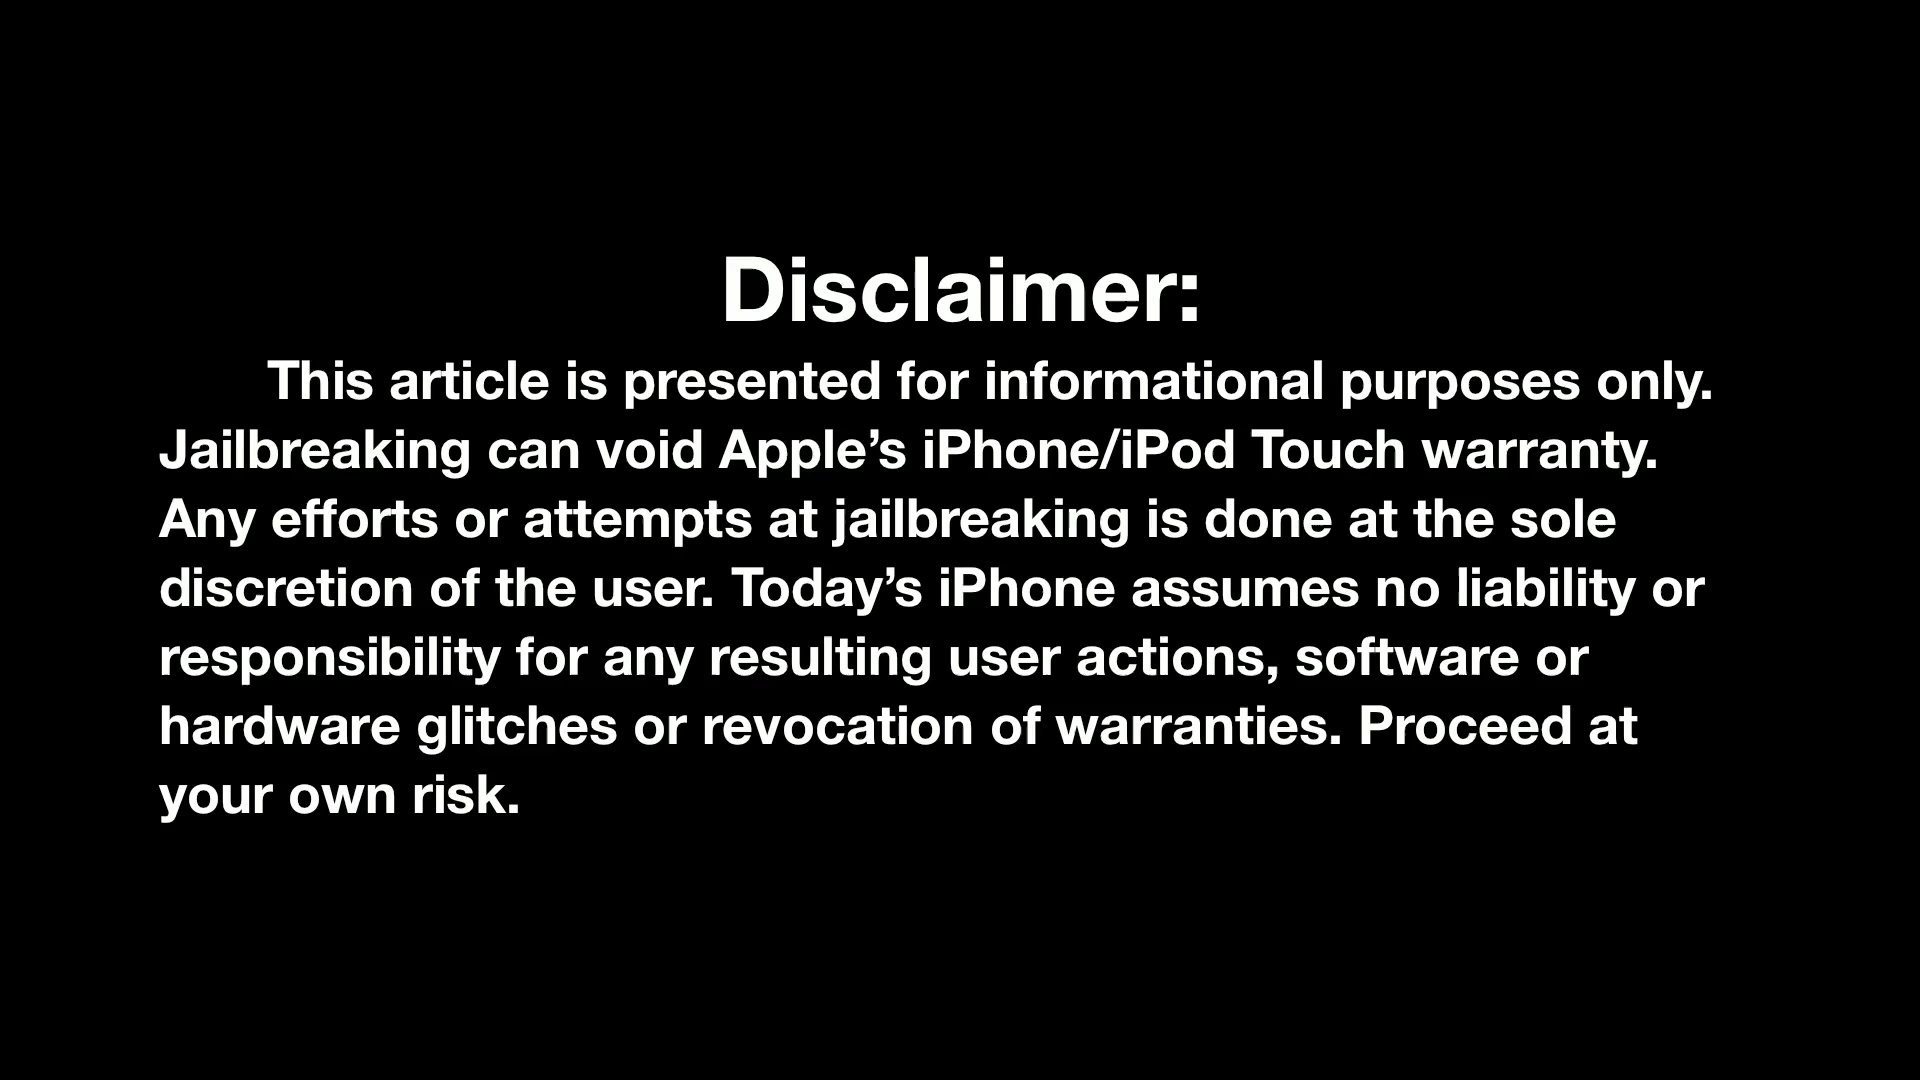 Disclaimer:
This article is presented for informational purposes only.
Jailbreaking can void Apple’s iPhone/iPod Touch warranty.
Any efforts or attempts at jailbreaking is done at the sole
discretion of the user. Today’s iPhone assumes no liability or
responsibility for any resulting user actions, software or
hardware glitches or revocation of warranties. Proceed at
your own risk.